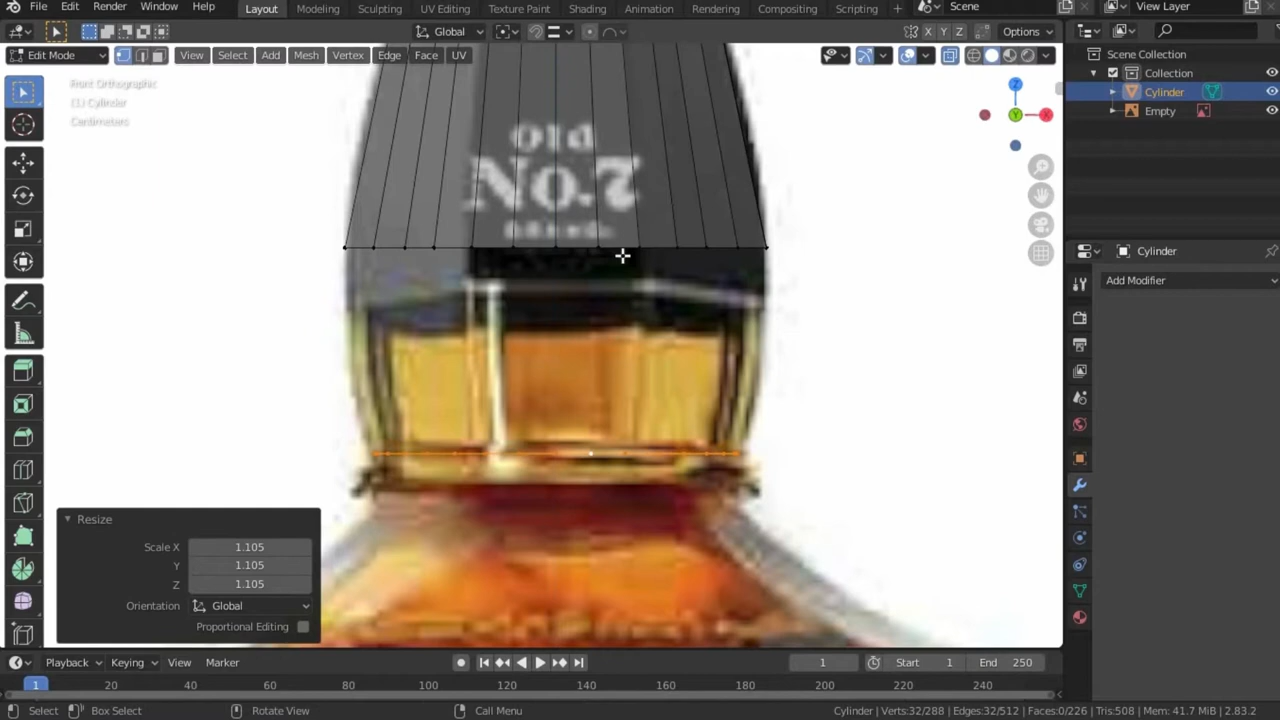 File Edit Render Window Help Layout Modeling Sculpting UV Editing Texture Paint Shading Animation Rendering Compositing Scripting + Scene View Layer
Global X Y Z Options
Edit Mode View Select Add Mesh Vertex Edge Face UV
Scene Collection
Collection
Cylinder
Empty
Front Orthographic
(1) Cylinder
Centimeters
Z
Y
X
Old
No.7
Cylinder
Add Modifier
Resize
Scale X 1.105
Y 1.105
Z 1.105
Orientation Global
Proportional Editing
Playback Keying View Marker 1 Start 1 End 250
1 20 40 60 80 100 120 140 160 180 200 220 240
Select Box Select Rotate View Call Menu Cylinder | Verts:32/288 | Edges:32/512 | Faces:0/226 | Tris:508 | Mem: 41.7 MiB | 2.83.2